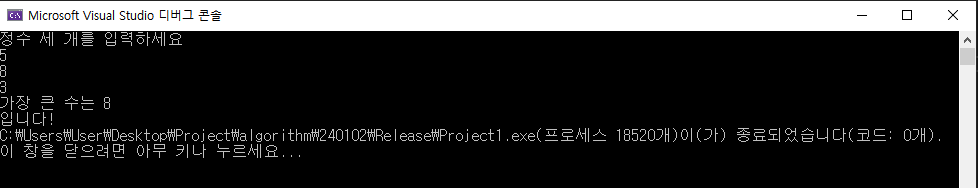 Microsoft Visual Studio 디버그 콘솔
정수 세 개를 입력하세요
5
8
3
가장 큰 수는 8
입니다!
C:₩Users₩User₩Desktop₩Project₩algorithm₩240102₩Release₩Project1.exe(프로세스 18520개)이(가) 종료되었습니다(코드: 0개).
이 창을 닫으려면 아무 키나 누르세요...